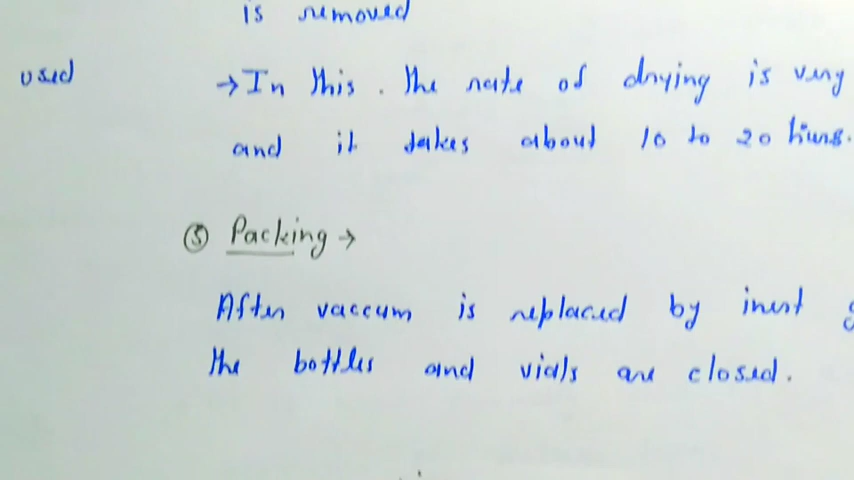 is removed
used
→ In this . the rate of drying is very
and it takes about 10 to 20 hours.
⑤ Packing →
After vaccum is replaced by inert
the bottles and vials are closed.